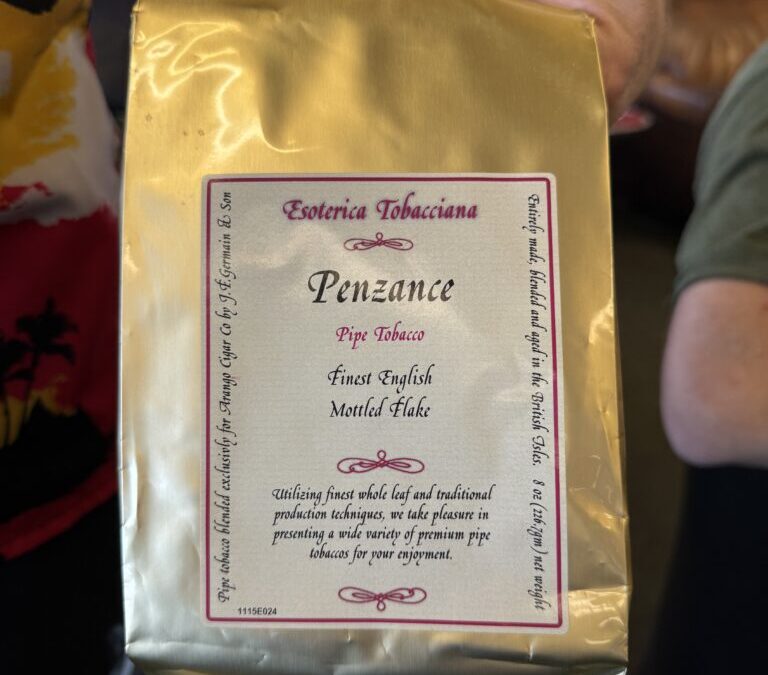 Esoterica Tobacciana
Penzance
Pipe Tobacco
Finest English
Mottled Flake
Utilizing finest whole leaf and traditional
production techniques, we take pleasure in
presenting a wide variety of premium pipe
tobaccos for your enjoyment.
1115E024
Pipe tobacco blended exclusivly for Arango Cigar Co by J.F.Germain & Son
Entirely made, blended and aged in the British Isles. 8 oz (226.7gm) net weight